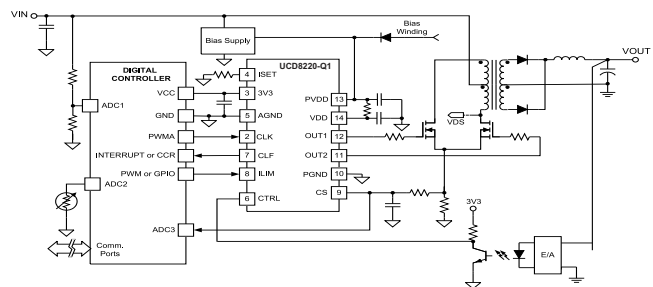 VIN
Bias Winding
Bias Supply
VOUT
UCD8220-Q1
DIGITAL CONTROLLER
4 ISET
VCC
3 3V3
PVDD 13
ADC1
GND
5 AGND
VDD 14
VDS
PWMA
2 CLK
OUT1 12
INTERRUPT or CCR
7 CLF
OUT2 11
ADC2
PWM or GPIO
8 ILIM
PGND 10
6 CTRL
CS 9
3V3
ADC3
Comm. Ports
E/A